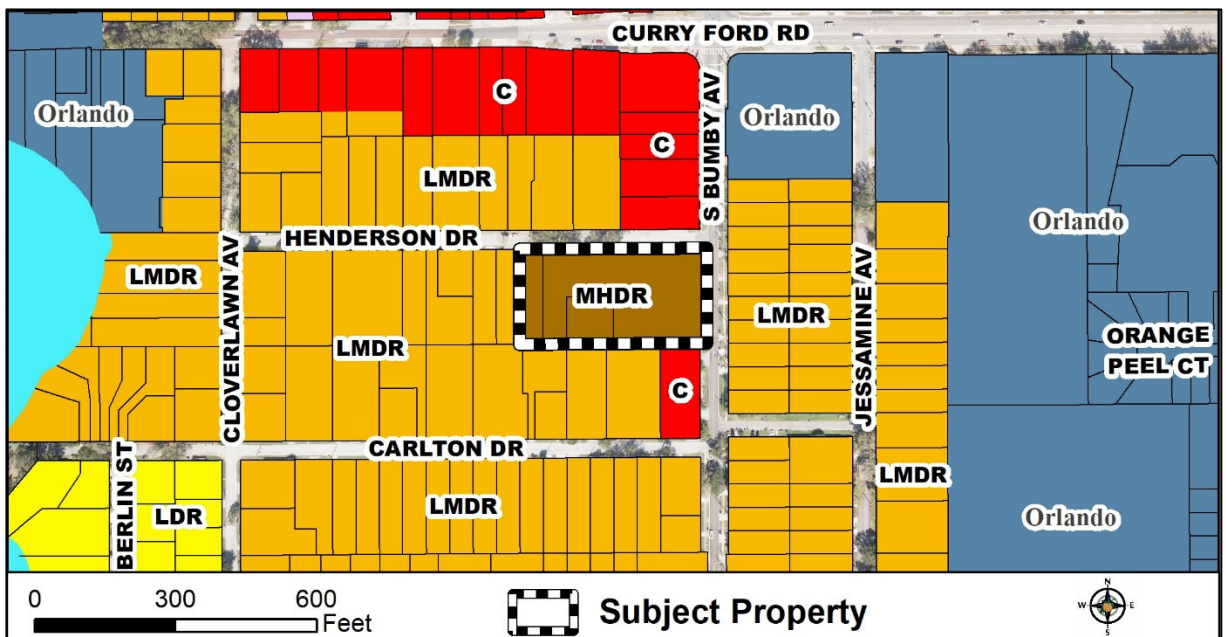 CURRY FORD RD
Orlando
C
S BUMBY AV
Orlando
C
LMDR
Orlando
HENDERSON DR
LMDR
CLOVERLAWN AV
MHDR
LMDR
JESSAMINE AV
ORANGE
PEEL CT
LMDR
C
CARLTON DR
BERLIN ST
LDR
LMDR
LMDR
Orlando
0 300 600
Feet
Subject Property
N
W E
S